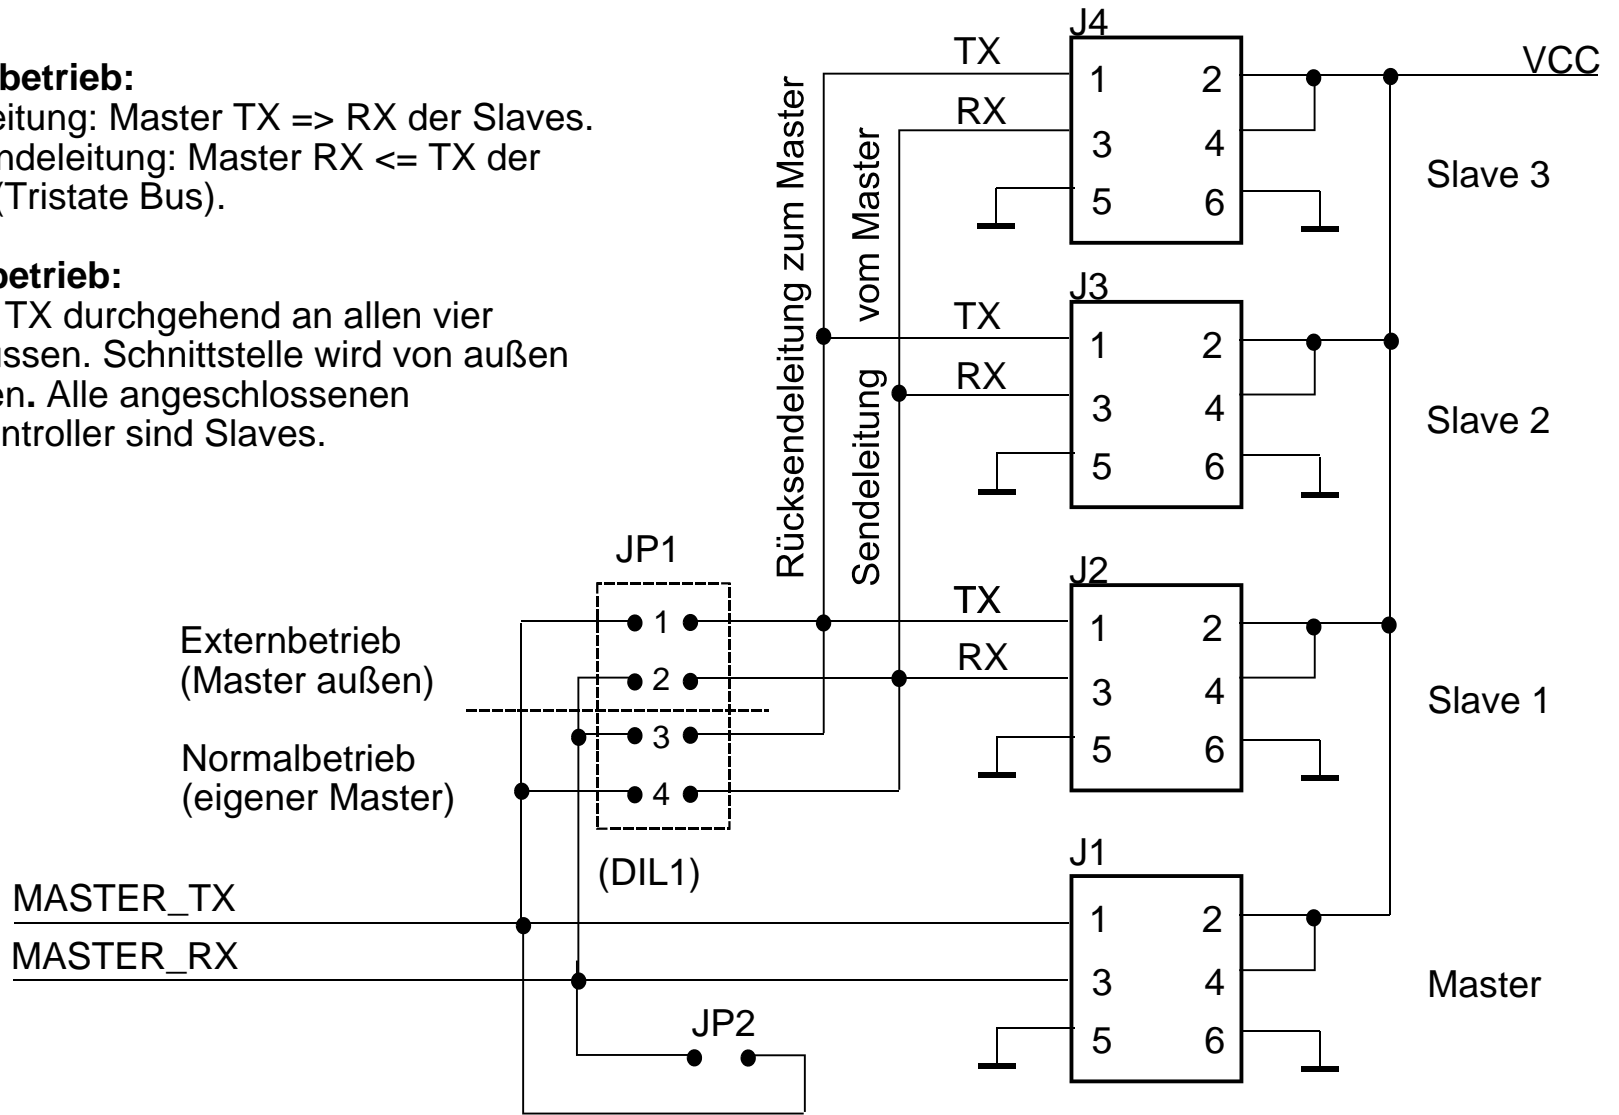 betrieb:
eitung: Master TX => RX der Slaves.
ndeleitung: Master RX <= TX der
(Tristate Bus).
betrieb:
TX durchgehend an allen vier
üssen. Schnittstelle wird von außen
en. Alle angeschlossenen
ntroller sind Slaves.
Rücksendeleitung zum Master
Sendeleitung vom Master
J4
TX
RX
1 2
3 4
5 6
VCC
Slave 3
J3
TX
RX
1 2
3 4
5 6
Slave 2
JP1
1
2
3
4
(DIL1)
Externbetrieb
(Master außen)
Normalbetrieb
(eigener Master)
J2
TX
RX
1 2
3 4
5 6
Slave 1
MASTER_TX
MASTER_RX
JP2
J1
1 2
3 4
5 6
Master